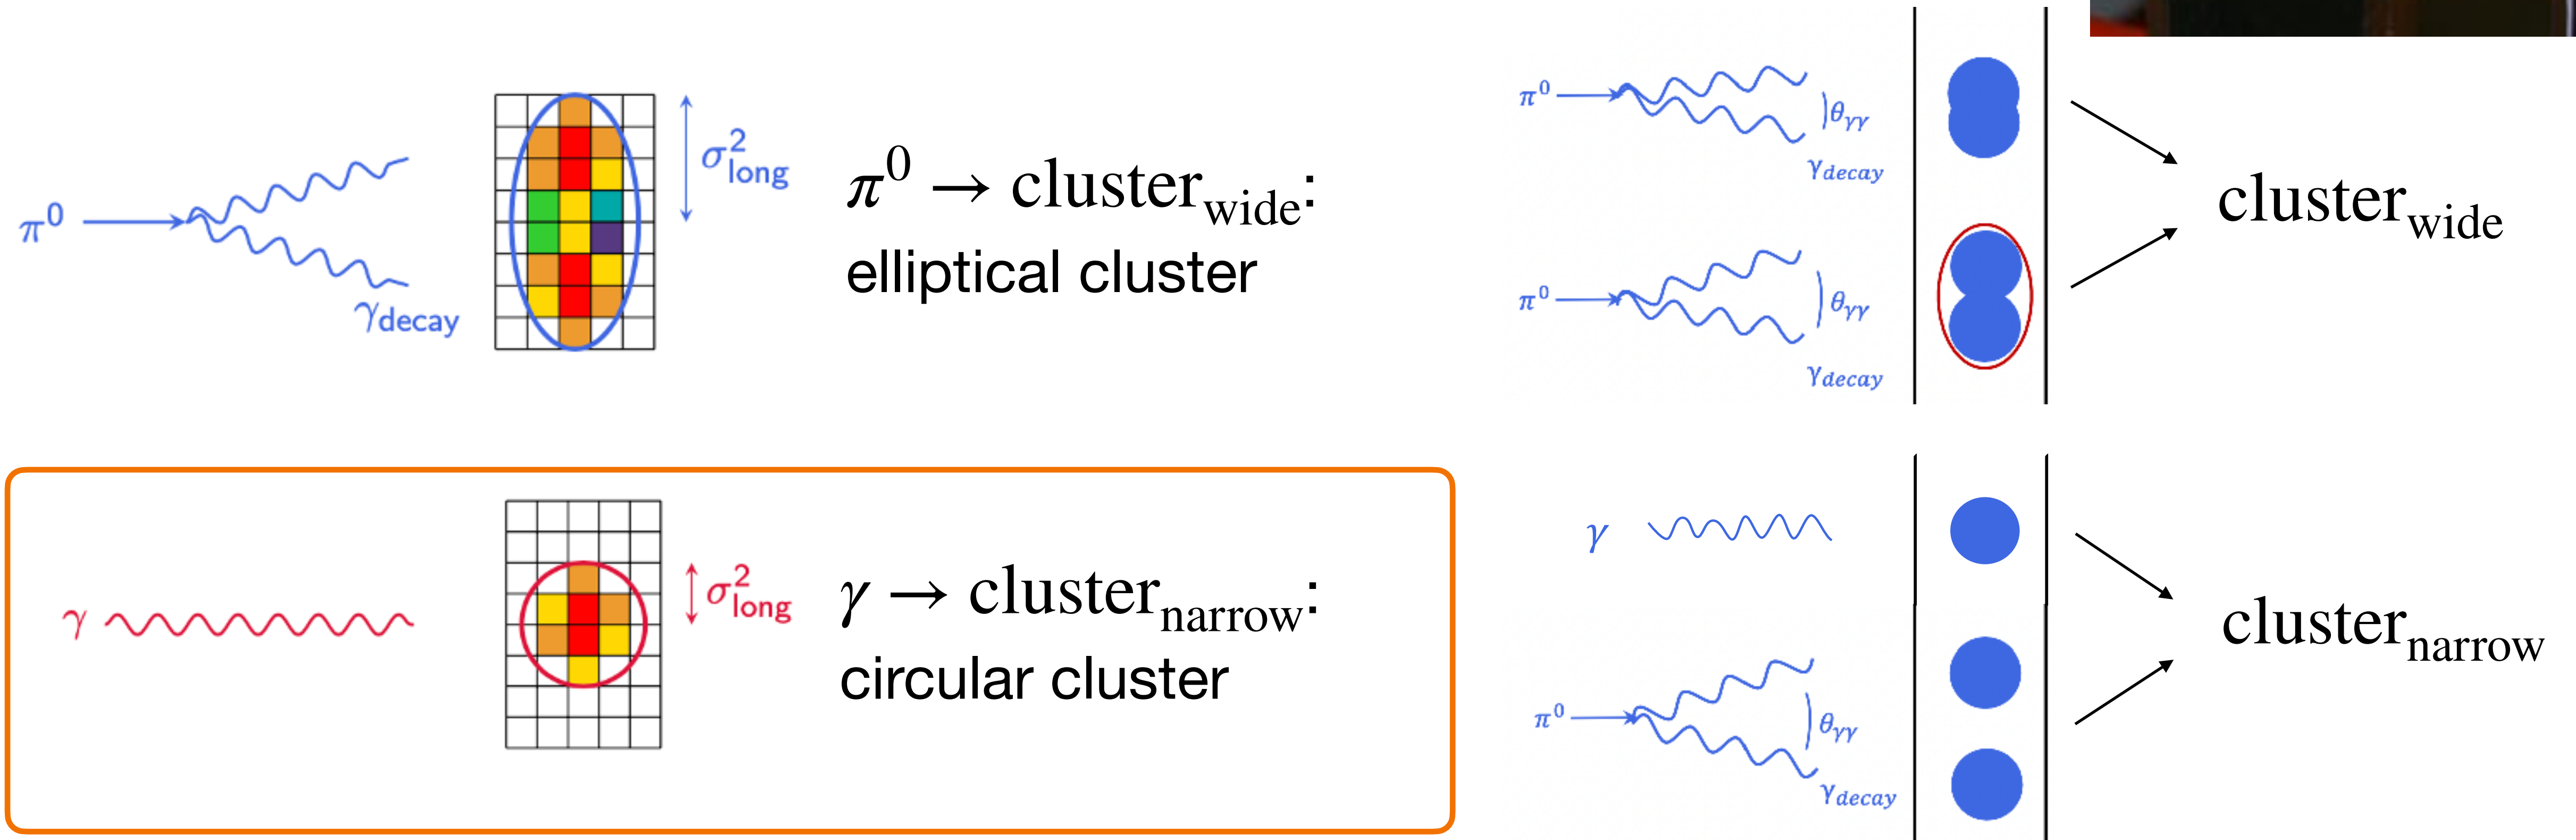 π⁰
γdecay
σ²long
π⁰ → clusterwide:
elliptical cluster
π⁰
θγγ
γdecay
π⁰
θγγ
γdecay
clusterwide
γ
σ²long
γ → clusternarrow:
circular cluster
γ
π⁰
θγγ
γdecay
clusternarrow